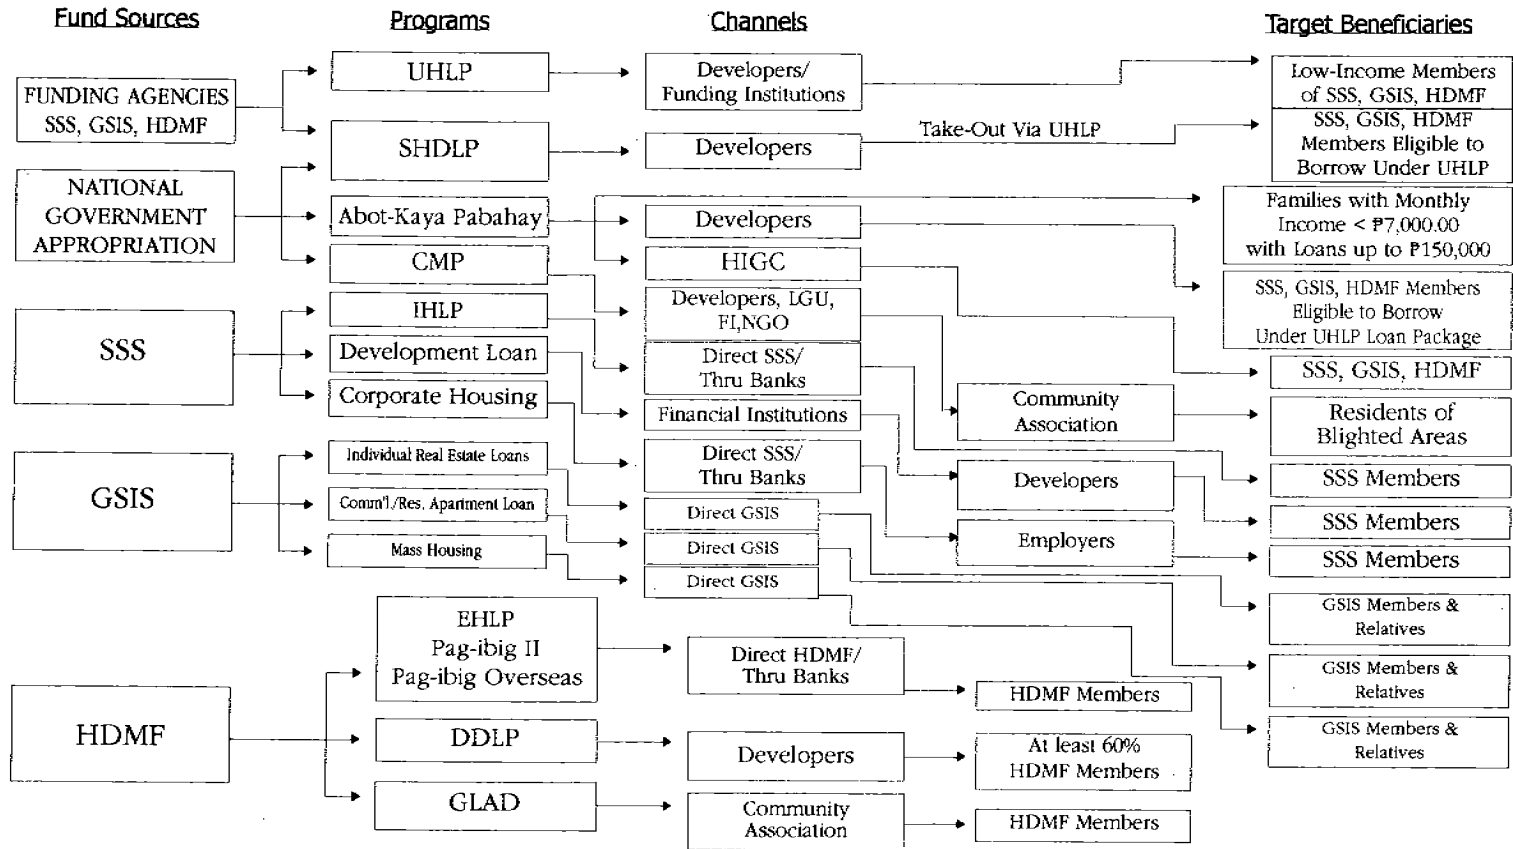 Fund Sources
Programs
Channels
Target Beneficiaries
FUNDING AGENCIES
SSS, GSIS, HDMF
NATIONAL
GOVERNMENT
APPROPRIATION
SSS
GSIS
HDMF
UHLP
SHDLP
Abot-Kaya Pabahay
CMP
IHLP
Development Loan
Corporate Housing
Individual Real Estate Loans
Comm'l./Res. Apartment Loan
Mass Housing
EHLP
Pag-ibig II
Pag-ibig Overseas
DDLP
GLAD
Developers/
Funding Institutions
Developers
Take-Out Via UHLP
Developers
HIGC
Developers, LGU,
FI,NGO
Direct SSS/
Thru Banks
Financial Institutions
Direct SSS/
Thru Banks
Direct GSIS
Direct GSIS
Direct GSIS
Direct HDMF/
Thru Banks
Developers
Community
Association
Community
Association
Developers
Employers
HDMF Members
At least 60%
HDMF Members
HDMF Members
Low-Income Members
of SSS, GSIS, HDMF
SSS, GSIS, HDMF
Members Eligible to
Borrow Under UHLP
Families with Monthly
Income < ₱7,000.00
with Loans up to ₱150,000
SSS, GSIS, HDMF Members
Eligible to Borrow
Under UHLP Loan Package
SSS, GSIS, HDMF
Residents of
Blighted Areas
SSS Members
SSS Members
SSS Members
GSIS Members &
Relatives
GSIS Members &
Relatives
GSIS Members &
Relatives